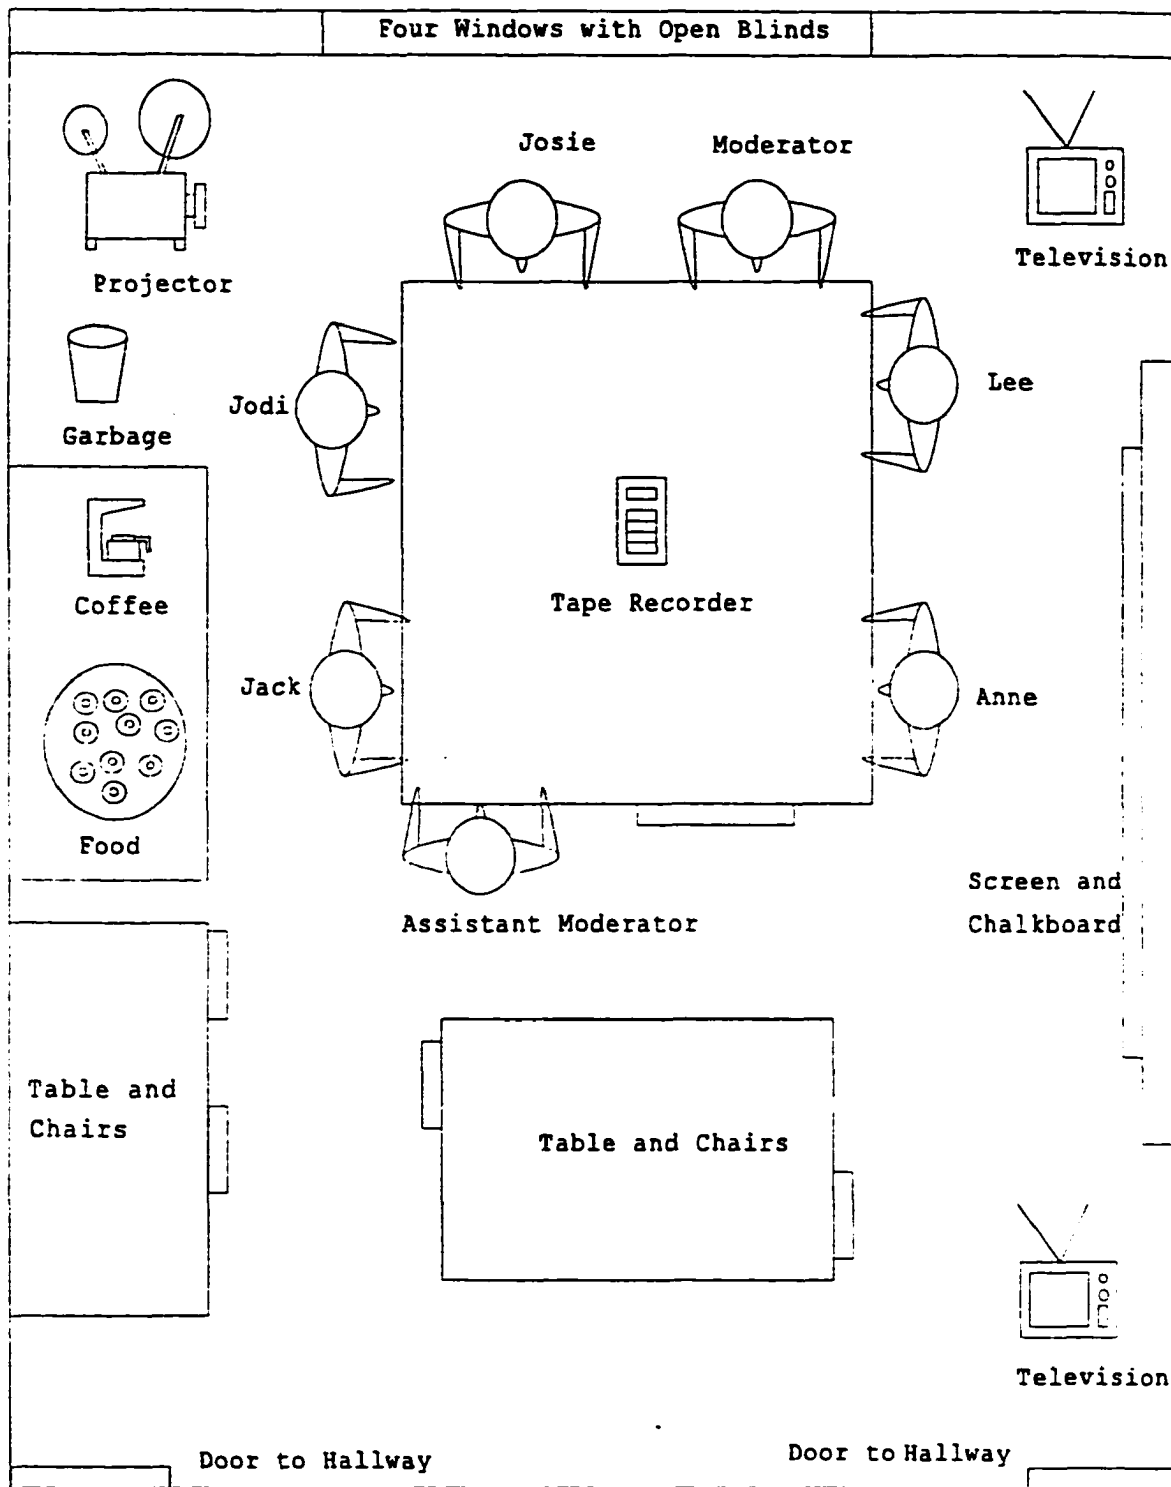 Four Windows with Open Blinds
Josie
Moderator
Projector
Television
Garbage
Jodi
Lee
Coffee
Tape Recorder
Jack
Anne
Food
Assistant Moderator
Screen and
Chalkboard
Table and
Chairs
Table and Chairs
Television
Door to Hallway
Door to Hallway